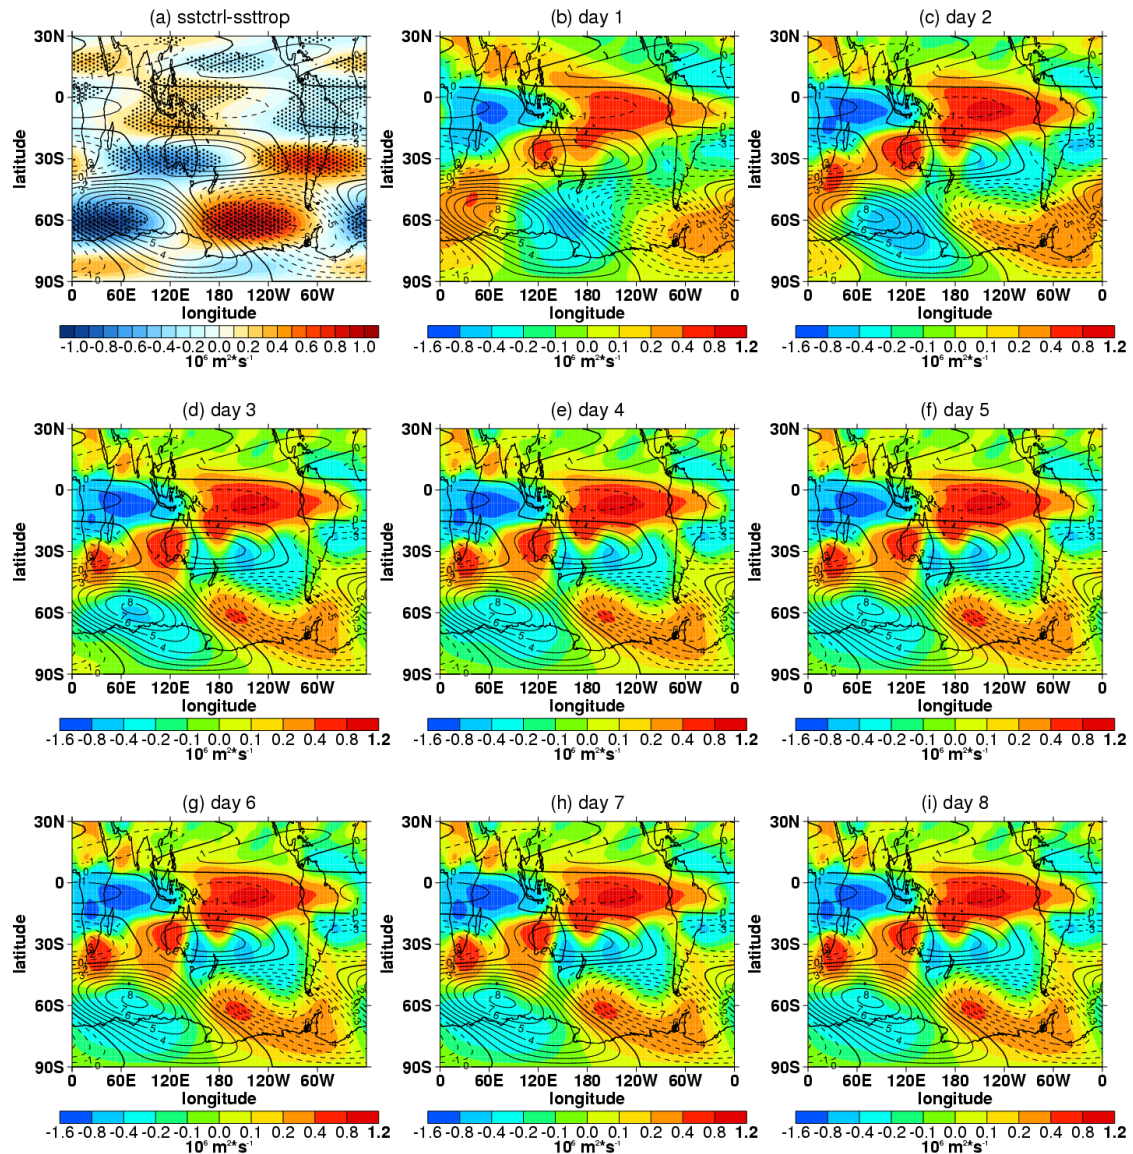 (a) sstctrl-ssttrop
(b) day 1
(c) day 2
30N
0
30S
60S
90S
latitude
0 60E 120E 180E 120W 60W
longitude
-1.0 -0.8 -0.6 -0.4 -0.2 0.0 0.2 0.4 0.6 0.8 1.0
10⁶ m²*s⁻¹
30N
0
30S
60S
90S
latitude
0 60E 120E 180E 120W 60W 0
longitude
-1.6 -0.8 -0.4 -0.2 -0.1 0.0 0.1 0.2 0.4 0.8 1.2
10⁶ m²*s⁻¹
30N
0
30S
60S
90S
latitude
0 60E 120E 180E 120W 60W 0
longitude
-1.6 -0.8 -0.4 -0.2 -0.1 0.0 0.1 0.2 0.4 0.8 1.2
10⁶ m²*s⁻¹
(d) day 3
(e) day 4
(f) day 5
30N
0
30S
60S
90S
latitude
0 60E 120E 180E 120W 60W
longitude
-1.6 -0.8 -0.4 -0.2 -0.1 0.0 0.1 0.2 0.4 0.8 1.2
10⁶ m²*s⁻¹
30N
0
30S
60S
90S
latitude
0 60E 120E 180E 120W 60W 0
longitude
-1.6 -0.8 -0.4 -0.2 -0.1 0.0 0.1 0.2 0.4 0.8 1.2
10⁶ m²*s⁻¹
30N
0
30S
60S
90S
latitude
0 60E 120E 180E 120W 60W 0
longitude
-1.6 -0.8 -0.4 -0.2 -0.1 0.0 0.1 0.2 0.4 0.8 1.2
10⁶ m²*s⁻¹
(g) day 6
(h) day 7
(i) day 8
30N
0
30S
60S
90S
latitude
0 60E 120E 180E 120W 60W
longitude
-1.6 -0.8 -0.4 -0.2 -0.1 0.0 0.1 0.2 0.4 0.8 1.2
10⁶ m²*s⁻¹
30N
0
30S
60S
90S
latitude
0 60E 120E 180E 120W 60W 0
longitude
-1.6 -0.8 -0.4 -0.2 -0.1 0.0 0.1 0.2 0.4 0.8 1.2
10⁶ m²*s⁻¹
30N
0
30S
60S
90S
latitude
0 60E 120E 180E 120W 60W 0
longitude
-1.6 -0.8 -0.4 -0.2 -0.1 0.0 0.1 0.2 0.4 0.8 1.2
10⁶ m²*s⁻¹